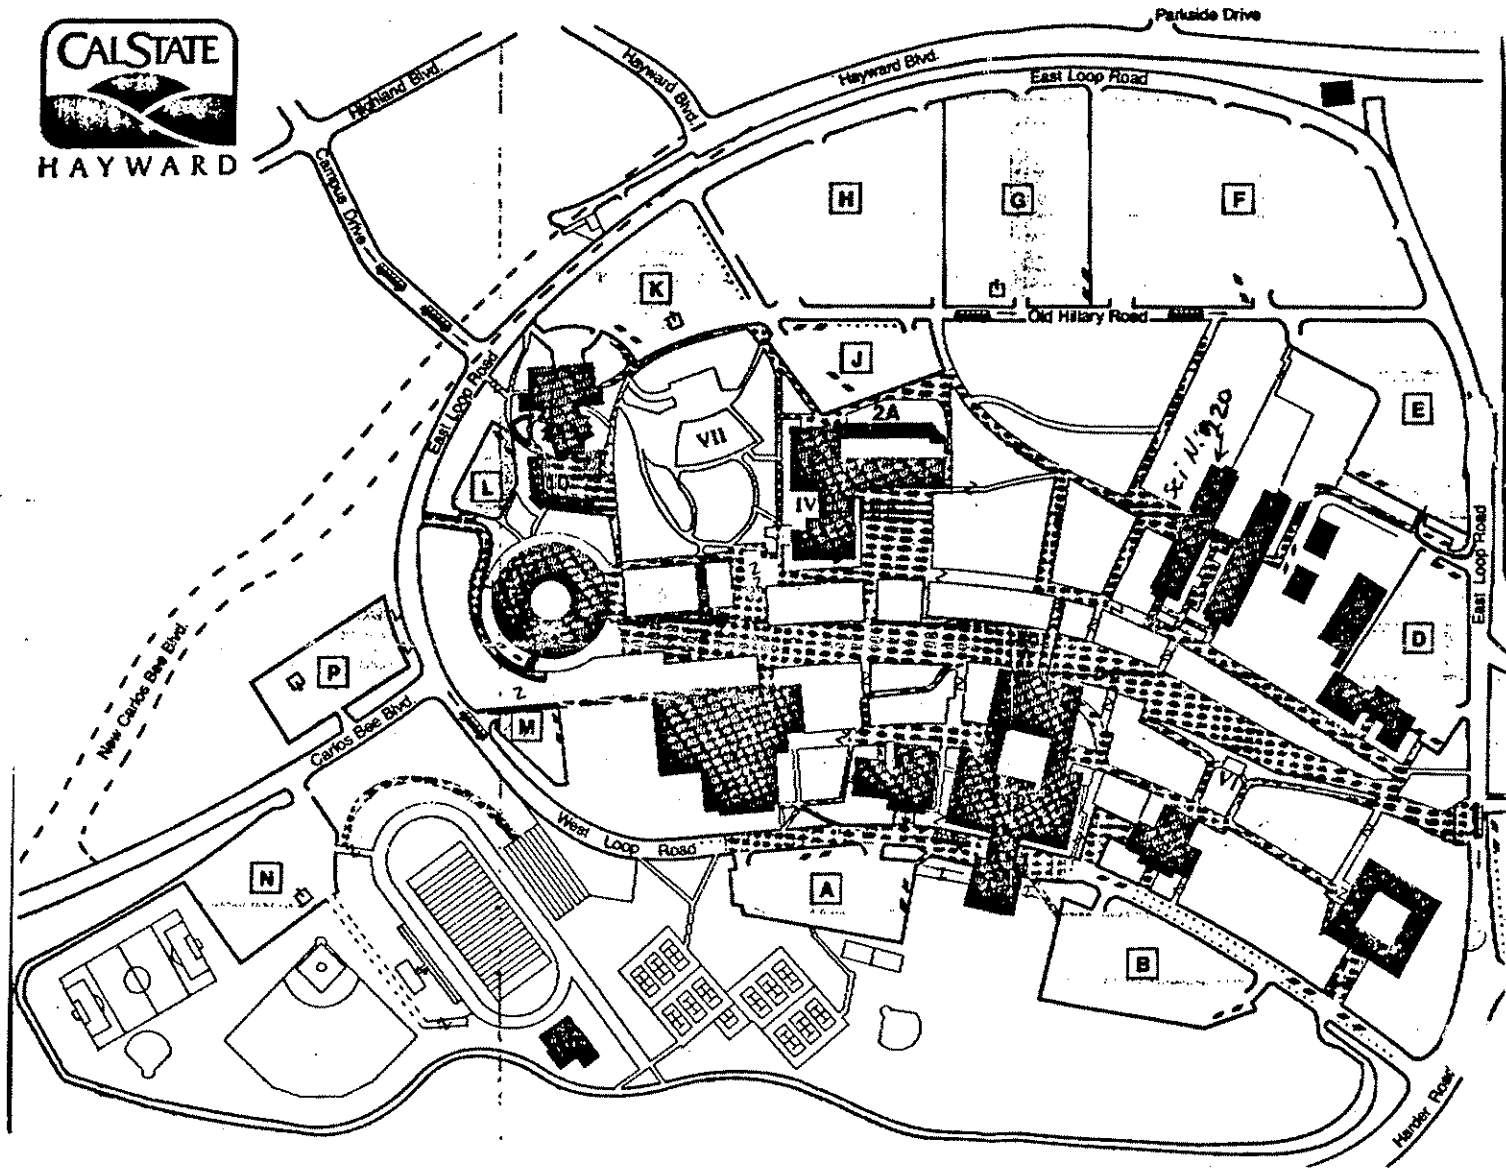 Parkside Drive
CALSTATE
HAYWARD
Highland Blvd.
Hayward Blvd.
Hayward Blvd.
East Loop Road
Campus Drive
H
G
F
K
Old Hillary Road
J
E
East Loop Road
2A
VII
Sci N.
L
IV
East Loop Road
D
New Carlos Bee Blvd.
P
Carlos Bee Blvd.
M
VI
West Loop Road
N
A
B
Harder Road